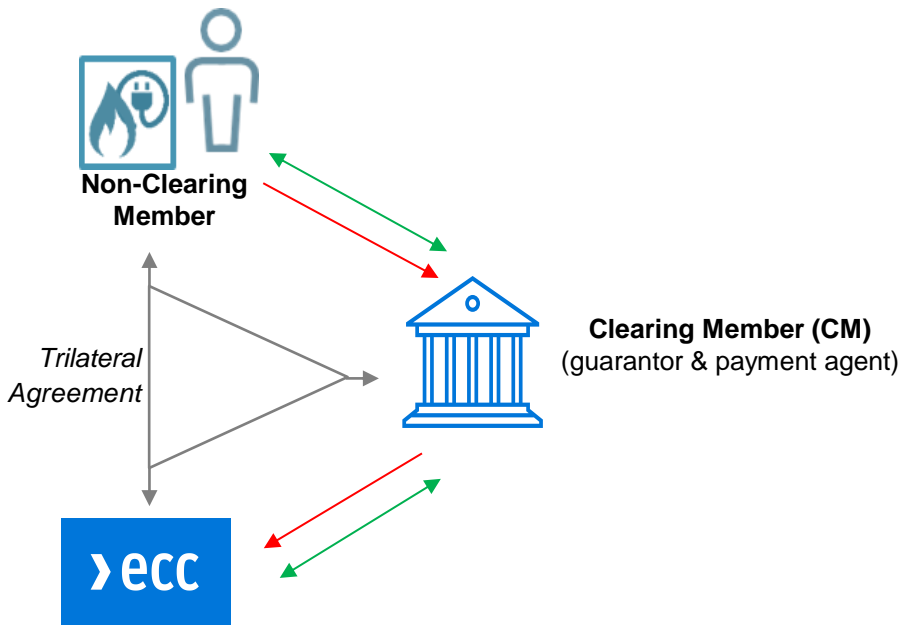 Non-Clearing
Member
Clearing Member (CM)
(guarantor & payment agent)
Trilateral
Agreement
ecc